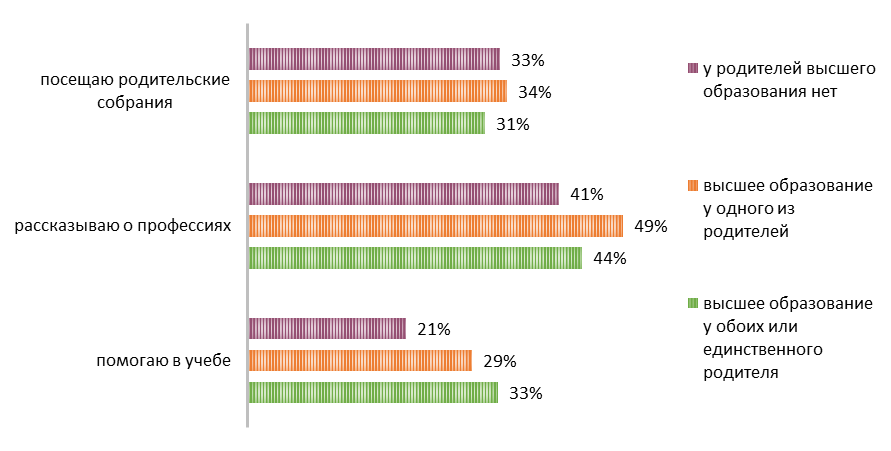 посещаю родительские
собрания
33%
34%
31%
рассказываю о профессиях
41%
49%
44%
помогаю в учебе
21%
29%
33%
у родителей высшего
образования нет
высшее образование
у одного из
родителей
высшее образование
у обоих или
единственного
родителя